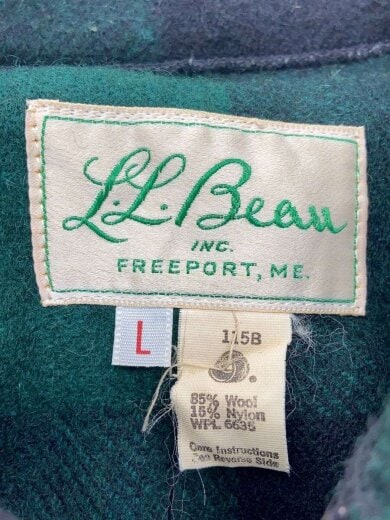 L.L. Bean
INC.
FREEPORT, ME.
L
115B
85% Wool
15% Nylon
WPL 6635
Care Instructions
See Reverse Side